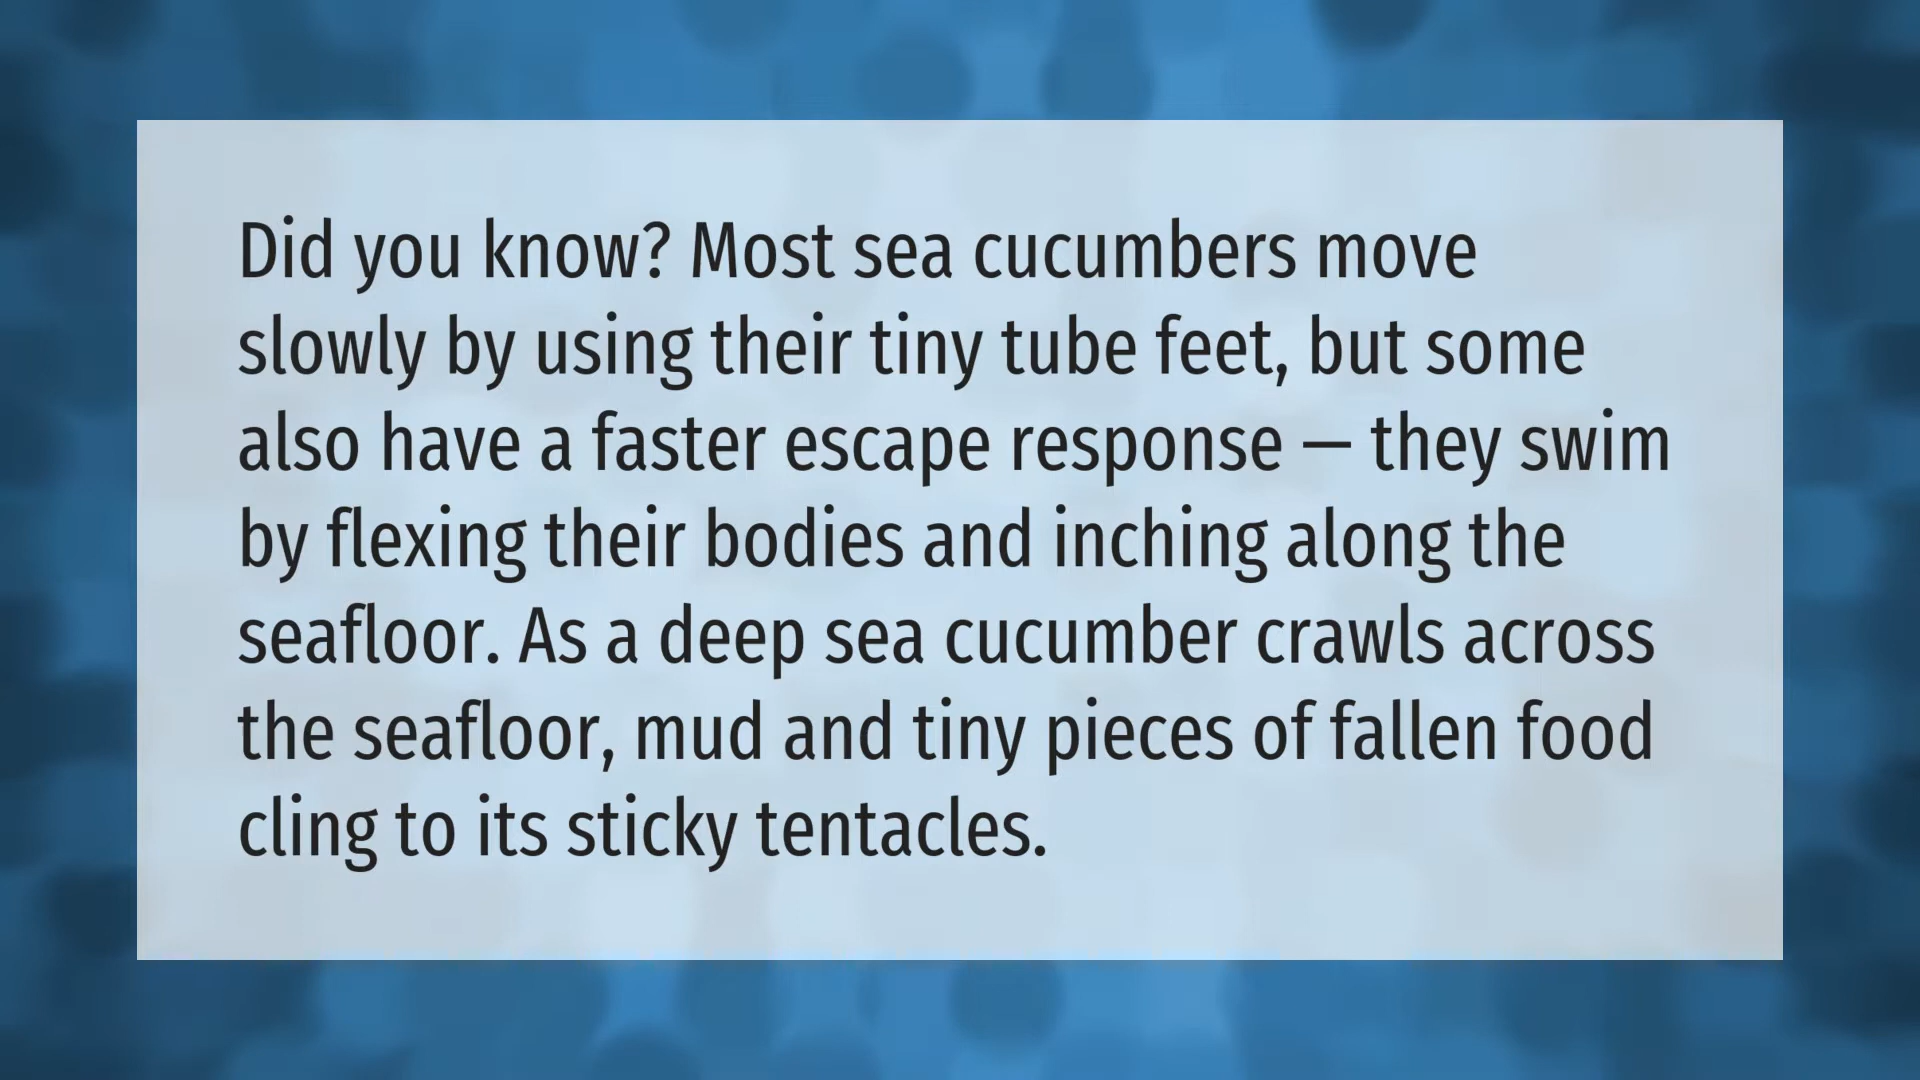 Did you know? Most sea cucumbers move
slowly by using their tiny tube feet, but some
also have a faster escape response — they swim
by flexing their bodies and inching along the
seafloor. As a deep sea cucumber crawls across
the seafloor, mud and tiny pieces of fallen food
cling to its sticky tentacles.